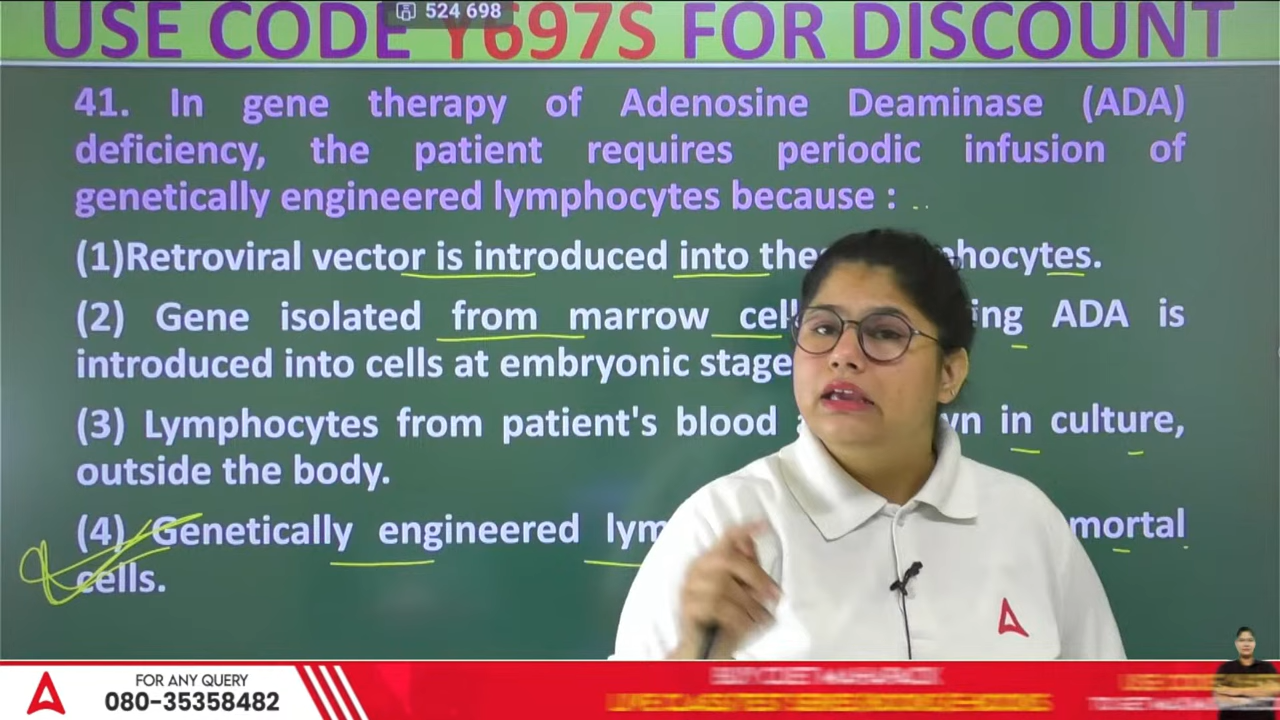 USE CODE Y697S FOR DISCOUNT
524 698
41. In gene therapy of Adenosine Deaminase (ADA)
deficiency, the patient requires periodic infusion of
genetically engineered lymphocytes because :
(1)Retroviral vector is introduced into
(2) Gene isolated from marrow ADA is
introduced into cells at embryonic stage
(3) Lymphocytes from patient's blood in culture,
outside the body.
(4) Genetically engineered
cells.
FOR ANY QUERY
080-35358482